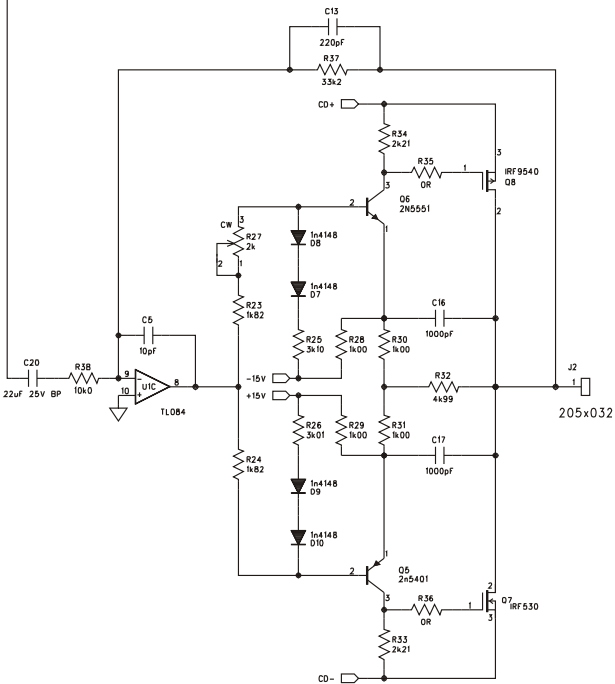 C13
220pF
R37
33k2
CD+
R34
2k21
3
R35
0R
1
IRF9540
Q8
3
2
Q6
2N5551
2
1
CW
3
R27
2k
2
1
1n4148
D8
1n4148
D7
R23
1k82
C16
1000pF
R25
3k10
R28
1k00
R30
1k00
C5
10pF
C20
22uF 25V BP
R38
10k0
9
-
10
+
U1C
8
TL084
-15V
+15V
R32
4k99
J2
1
205x032
R26
3k01
R29
1k00
R31
1k00
C17
1000pF
R24
1k82
1n4148
D9
1n4148
D10
1
2
Q5
2n5401
3
R36
0R
1
2
Q7
IRF530
3
R33
2k21
CD-